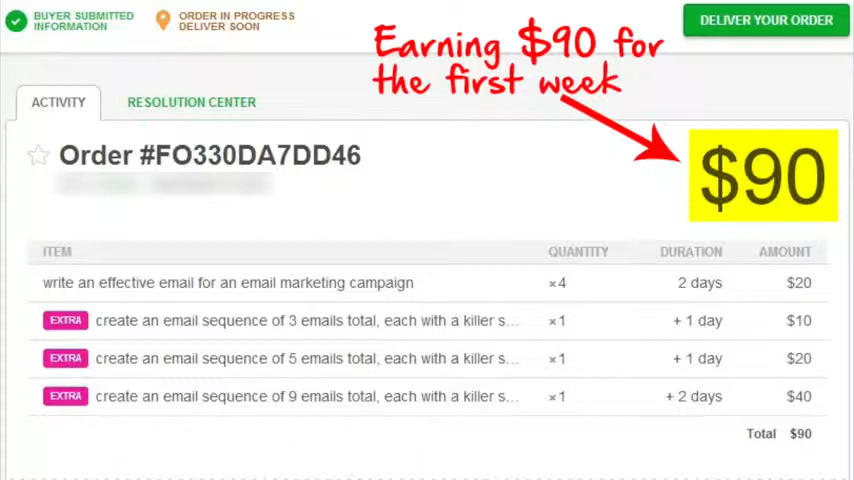 BUYER SUBMITTED
INFORMATION
ORDER IN PROGRESS
DELIVER SOON
DELIVER YOUR ORDER
Earning $90 for
the first week
ACTIVITY
RESOLUTION CENTER
Order #FO330DA7DD46
$90
ITEM QUANTITY DURATION AMOUNT
write an effective email for an email marketing campaign ×4 2 days $20
EXTRA create an email sequence of 3 emails total, each with a killer s... ×1 + 1 day $10
EXTRA create an email sequence of 5 emails total, each with a killer s... ×1 + 1 day $20
EXTRA create an email sequence of 9 emails total, each with a killer s... ×1 + 2 days $40
Total $90